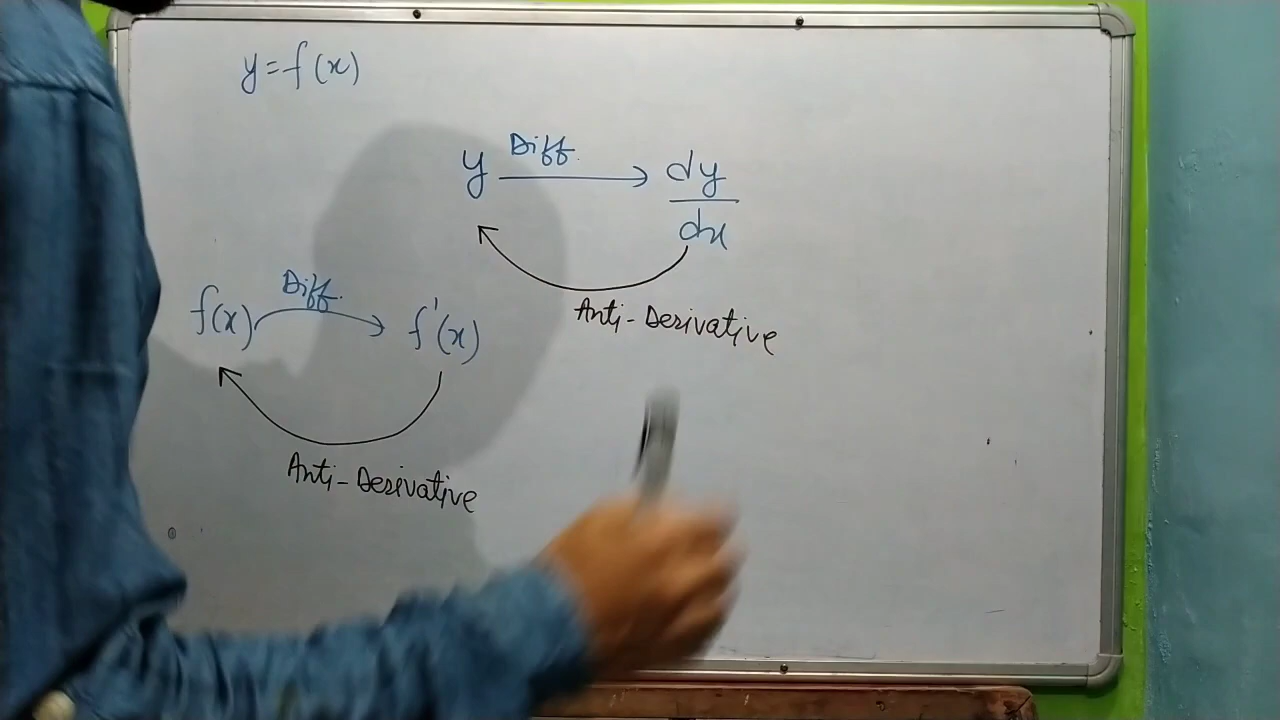 y = f(x)
y Diff. → dy/dx
Anti-Derivative
f(x) Diff. → f'(x)
Anti-Derivative